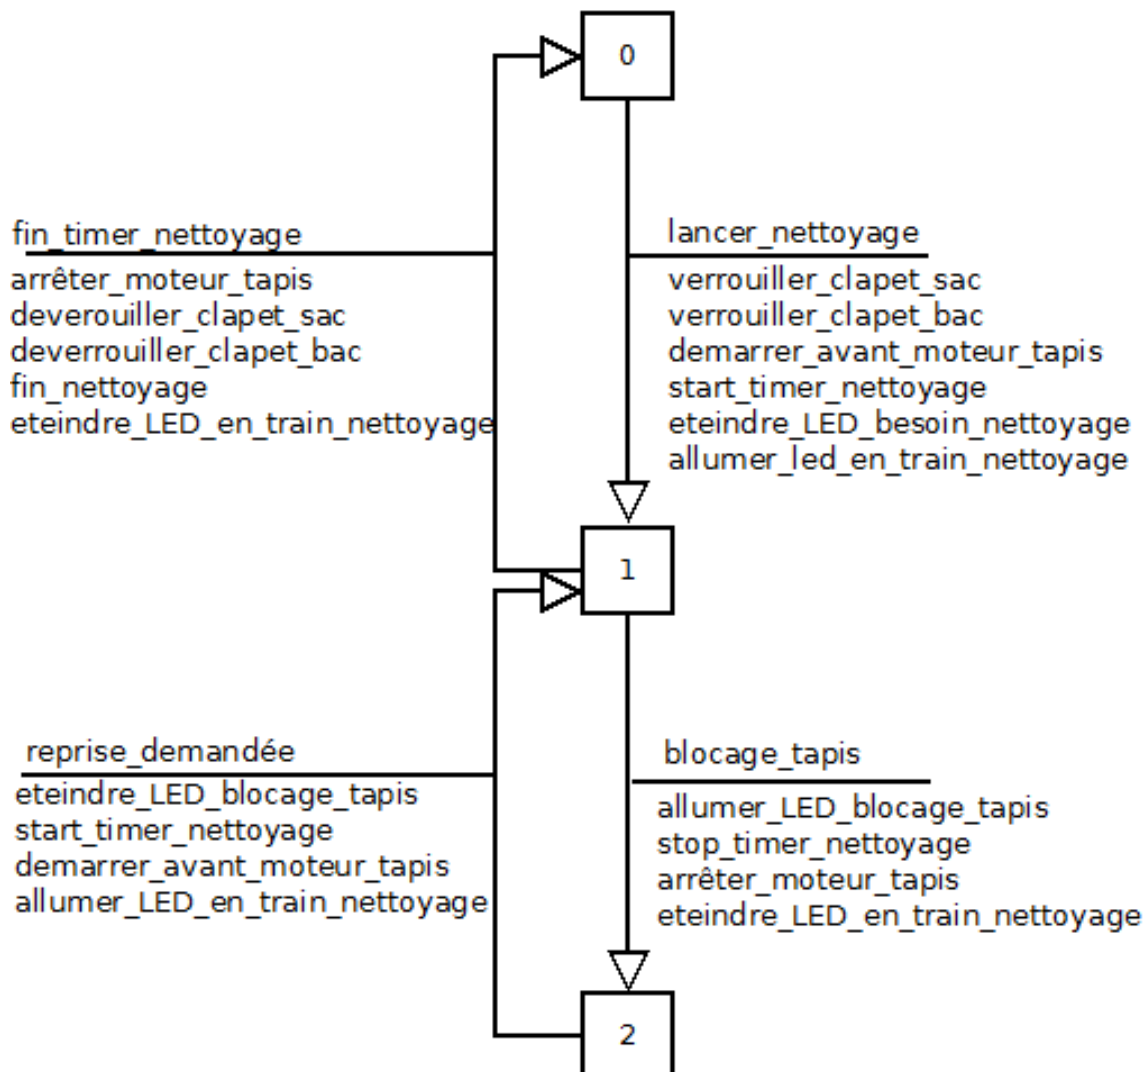 0
fin_timer_nettoyage
arrêter_moteur_tapis
deverouiller_clapet_sac
deverrouiller_clapet_bac
fin_nettoyage
eteindre_LED_en_train_nettoyage
lancer_nettoyage
verrouiller_clapet_sac
verrouiller_clapet_bac
demarrer_avant_moteur_tapis
start_timer_nettoyage
eteindre_LED_besoin_nettoyage
allumer_led_en_train_nettoyage
1
reprise_demandée
eteindre_LED_blocage_tapis
start_timer_nettoyage
demarrer_avant_moteur_tapis
allumer_LED_en_train_nettoyage
blocage_tapis
allumer_LED_blocage_tapis
stop_timer_nettoyage
arrêter_moteur_tapis
eteindre_LED_en_train_nettoyage
2